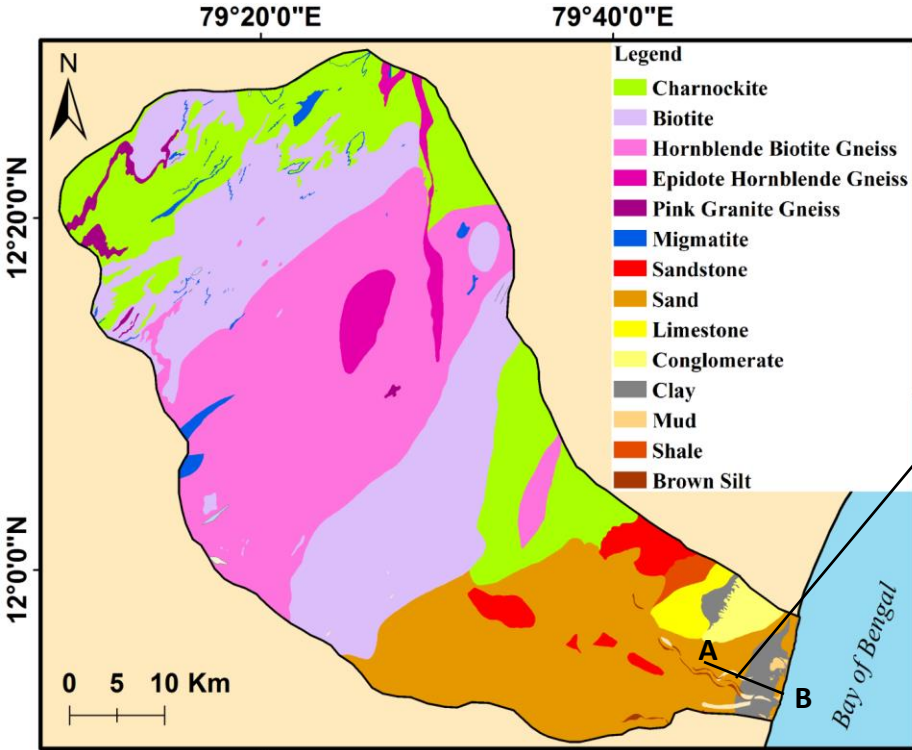 79°20'0"E
79°40'0"E
N
12°20'0"N
12°0'0"N
Legend
Charnockite
Biotite
Hornblende Biotite Gneiss
Epidote Hornblende Gneiss
Pink Granite Gneiss
Migmatite
Sandstone
Sand
Limestone
Conglomerate
Clay
Mud
Shale
Brown Silt
A
B
Bay of Bengal
0 5 10 Km